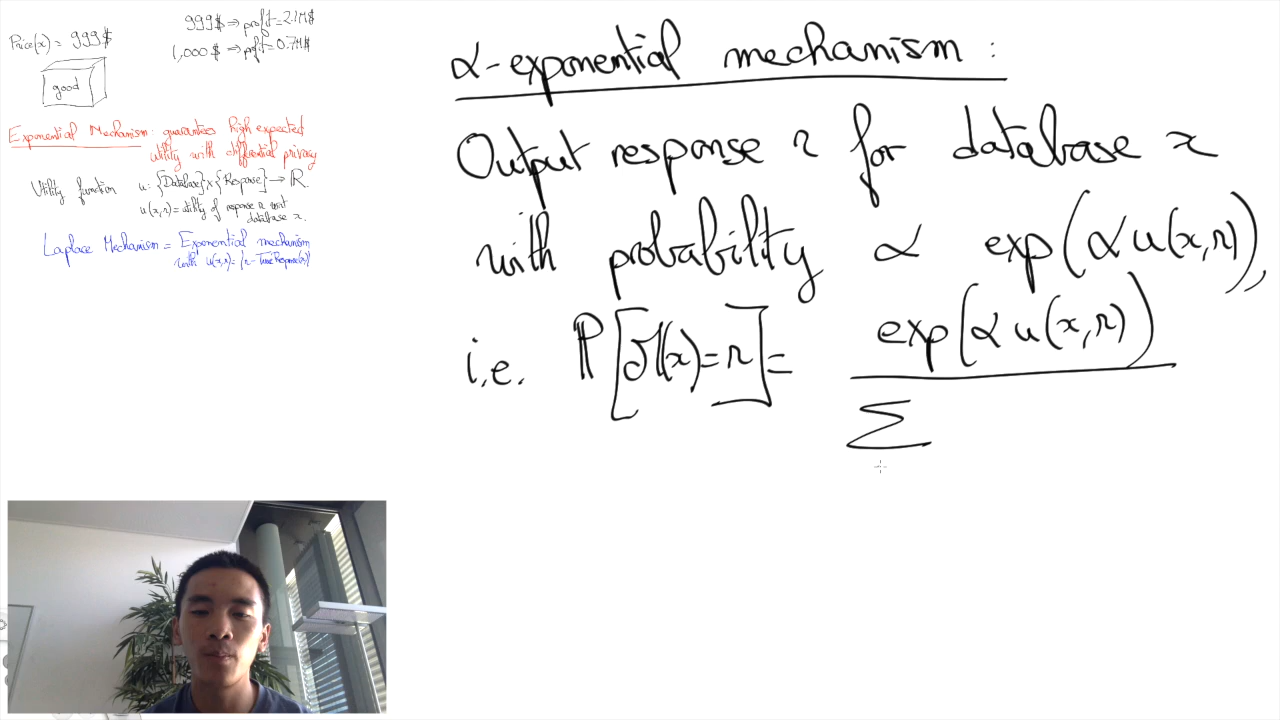 Price(x) = 999$
999$ ⇒ profit = 2.1M$
1,000$ ⇒ profit = 0.7M$
good
Exponential Mechanism: guarantees high expected
utility with differential privacy
Utility function u: {Database} × {Response} → ℝ
u(x,r) = utility of response r wrt
database x.
Laplace Mechanism = Exponential mechanism
with u(x,r) = |r - TrueResponse(x)|
α-exponential mechanism:
Output response r for database x
with probability ∝ exp(α u(x,r)),
i.e. ℙ[M(x)=r] = exp(α u(x,r))
Σ